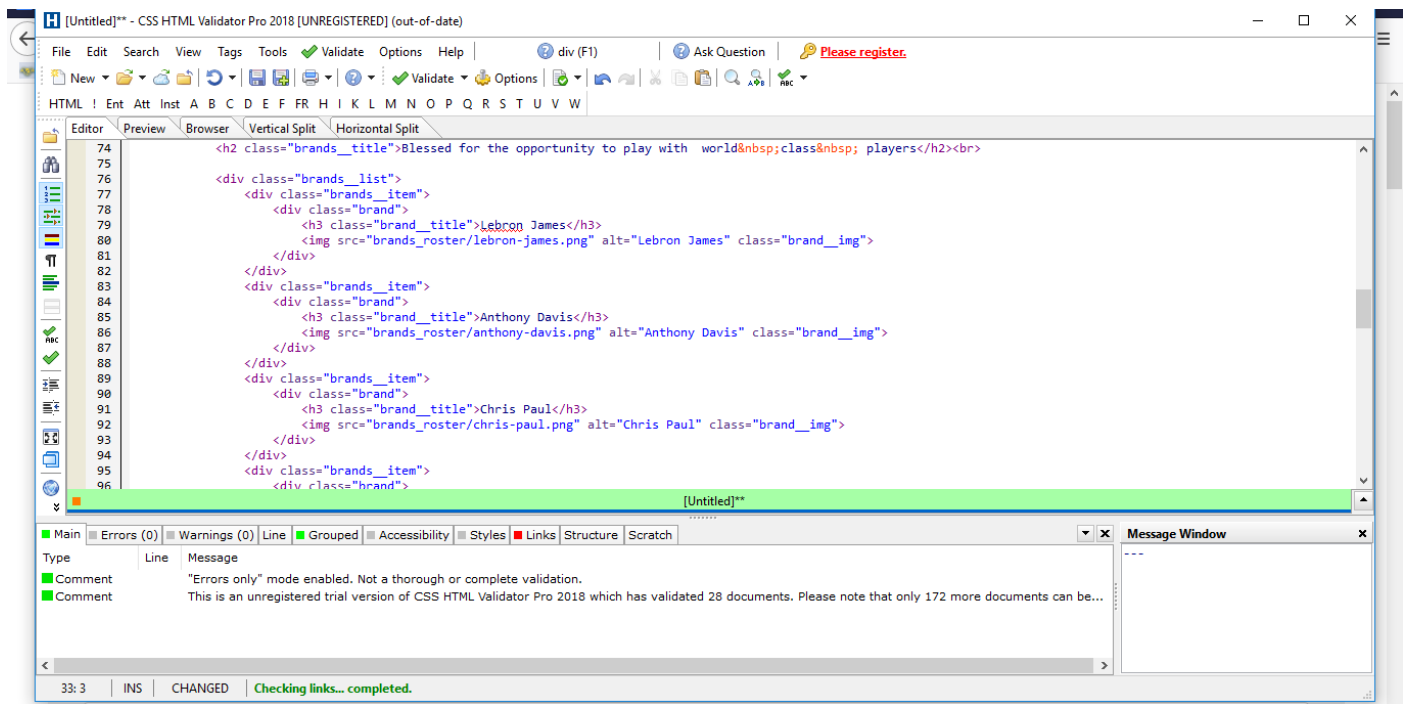 [Untitled]** - CSS HTML Validator Pro 2018 [UNREGISTERED] (out-of-date)
File Edit Search View Tags Tools Validate Options Help div (F1) Ask Question Please register.
New Validate Options ABC
HTML ! Ent Att Inst A B C D E F FR H I K L M N O P Q R S T U V W
Editor Preview Browser Vertical Split Horizontal Split
74 <h2 class="brands__title">Blessed for the opportunity to play with  world&nbsp;class&nbsp; players</h2><br>
75
76 <div class="brands__list">
77 <div class="brands__item">
78 <div class="brand">
79 <h3 class="brand__title">Lebron James</h3>
80 <img src="brands_roster/lebron-james.png" alt="Lebron James" class="brand__img">
81 </div>
82 </div>
83 <div class="brands__item">
84 <div class="brand">
85 <h3 class="brand__title">Anthony Davis</h3>
86 <img src="brands_roster/anthony-davis.png" alt="Anthony Davis" class="brand__img">
87 </div>
88 </div>
89 <div class="brands__item">
90 <div class="brand">
91 <h3 class="brand__title">Chris Paul</h3>
92 <img src="brands_roster/chris-paul.png" alt="Chris Paul" class="brand__img">
93 </div>
94 </div>
95 <div class="brands__item">
96 <div class="brand">
[Untitled]**
Main Errors (0) Warnings (0) Line Grouped Accessibility Styles Links Structure Scratch
Type Line Message
Comment "Errors only" mode enabled. Not a thorough or complete validation.
Comment This is an unregistered trial version of CSS HTML Validator Pro 2018 which has validated 28 documents. Please note that only 172 more documents can be...
Message Window
---
33: 3 INS CHANGED Checking links... completed.